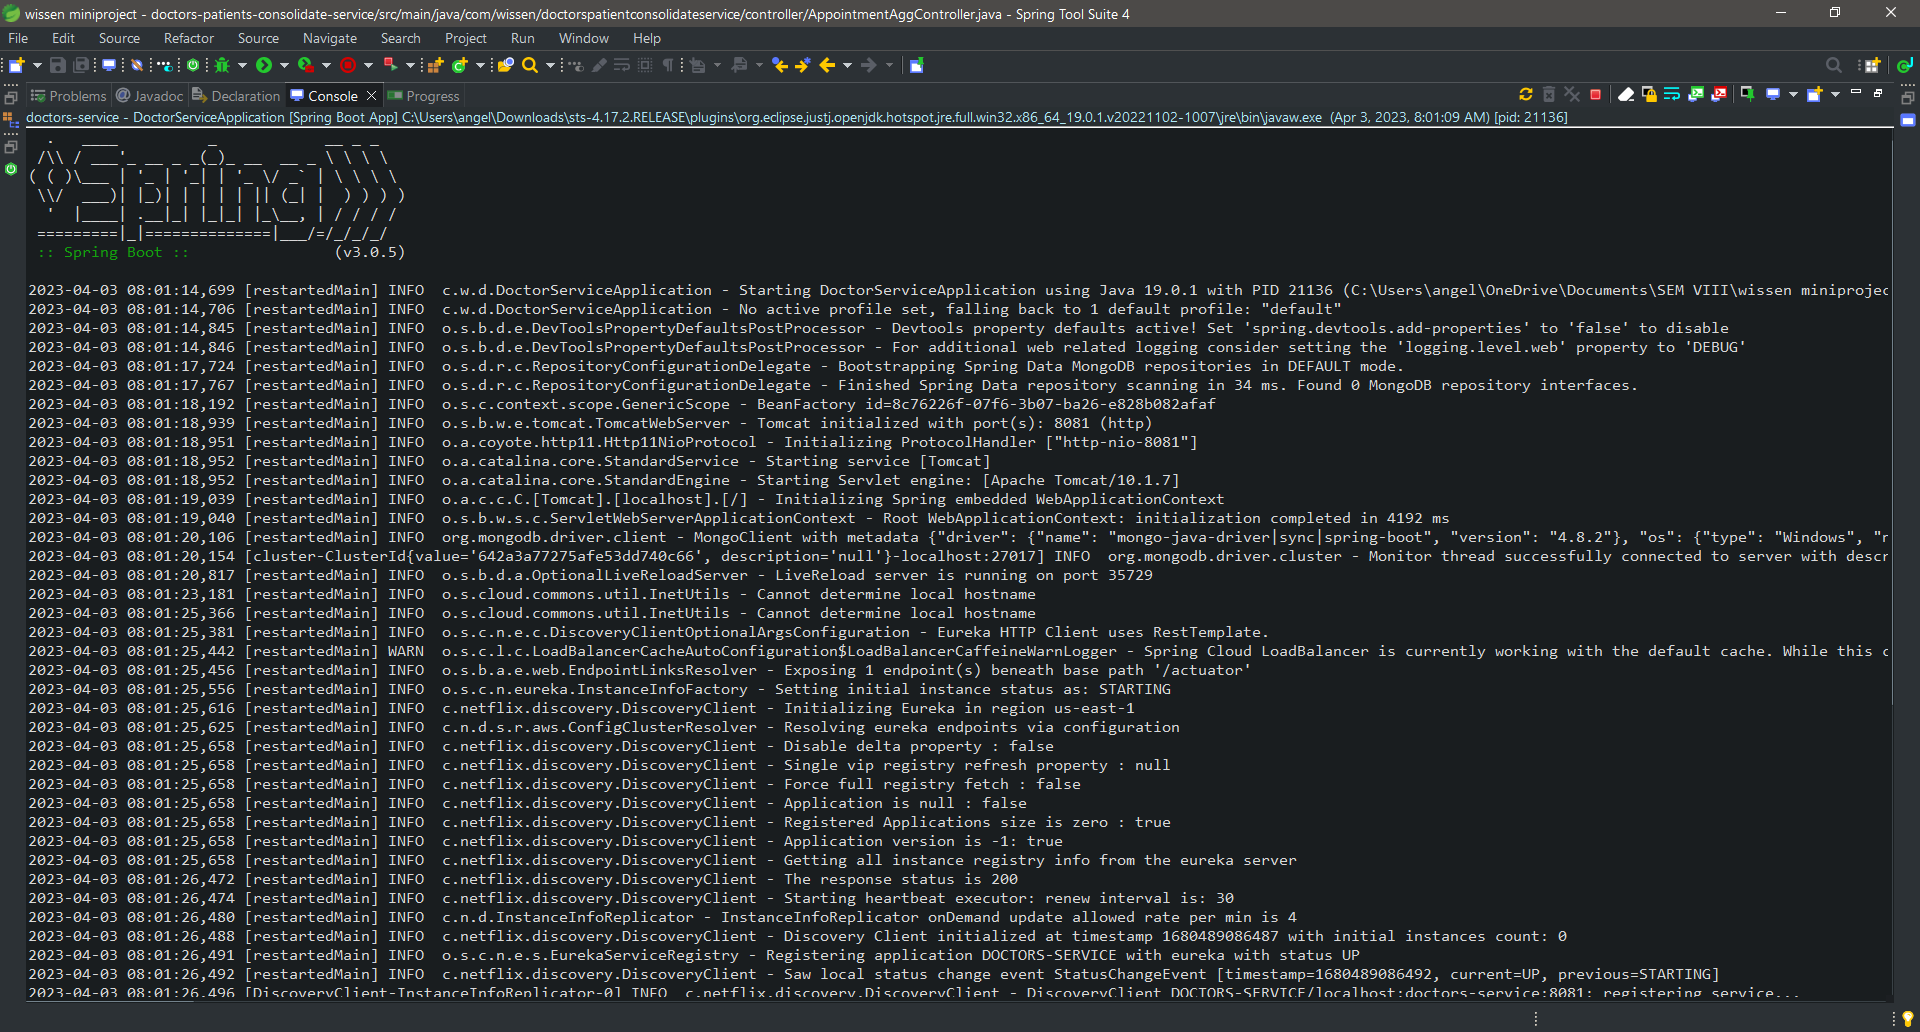 wissen miniproject - doctors-patients-consolidate-service/src/main/java/com/wissen/doctorspatientconsolidateservice/controller/AppointmentAggController.java - Spring Tool Suite 4
File Edit Source Refactor Source Navigate Search Project Run Window Help
Problems Javadoc Declaration Console Progress
doctors-service - DoctorServiceApplication [Spring Boot App] C:\Users\angel\Downloads\sts-4.17.2.RELEASE\plugins\org.eclipse.justj.openjdk.hotspot.jre.full.win32.x86_64_19.0.1.v20221102-1007\jre\bin\javaw.exe (Apr 3, 2023, 8:01:09 AM) [pid: 21136]
  .   ____          _            __ _ _
 /\\ / ___'_ __ _ _(_)_ __  __ _ \ \ \ \
( ( )\___ | '_ | '_| | '_ \/ _` | \ \ \ \
 \\/  ___)| |_)| | | | | || (_| |  ) ) ) )
  '  |____| .__|_| |_|_| |_\__, | / / / /
 =========|_|==============|___/=/_/_/_/
 :: Spring Boot ::                (v3.0.5)
2023-04-03 08:01:14,699 [restartedMain] INFO  c.w.d.DoctorServiceApplication - Starting DoctorServiceApplication using Java 19.0.1 with PID 21136 (C:\Users\angel\OneDrive\Documents\SEM VIII\wissen miniprojec
2023-04-03 08:01:14,706 [restartedMain] INFO  c.w.d.DoctorServiceApplication - No active profile set, falling back to 1 default profile: "default"
2023-04-03 08:01:14,845 [restartedMain] INFO  o.s.b.d.e.DevToolsPropertyDefaultsPostProcessor - Devtools property defaults active! Set 'spring.devtools.add-properties' to 'false' to disable
2023-04-03 08:01:14,846 [restartedMain] INFO  o.s.b.d.e.DevToolsPropertyDefaultsPostProcessor - For additional web related logging consider setting the 'logging.level.web' property to 'DEBUG'
2023-04-03 08:01:17,724 [restartedMain] INFO  o.s.d.r.c.RepositoryConfigurationDelegate - Bootstrapping Spring Data MongoDB repositories in DEFAULT mode.
2023-04-03 08:01:17,767 [restartedMain] INFO  o.s.d.r.c.RepositoryConfigurationDelegate - Finished Spring Data repository scanning in 34 ms. Found 0 MongoDB repository interfaces.
2023-04-03 08:01:18,192 [restartedMain] INFO  o.s.c.context.scope.GenericScope - BeanFactory id=8c76226f-07f6-3b07-ba26-e828b082afaf
2023-04-03 08:01:18,939 [restartedMain] INFO  o.s.b.w.e.tomcat.TomcatWebServer - Tomcat initialized with port(s): 8081 (http)
2023-04-03 08:01:18,951 [restartedMain] INFO  o.a.coyote.http11.Http11NioProtocol - Initializing ProtocolHandler ["http-nio-8081"]
2023-04-03 08:01:18,952 [restartedMain] INFO  o.a.catalina.core.StandardService - Starting service [Tomcat]
2023-04-03 08:01:18,952 [restartedMain] INFO  o.a.catalina.core.StandardEngine - Starting Servlet engine: [Apache Tomcat/10.1.7]
2023-04-03 08:01:19,039 [restartedMain] INFO  o.a.c.c.C.[Tomcat].[localhost].[/] - Initializing Spring embedded WebApplicationContext
2023-04-03 08:01:19,040 [restartedMain] INFO  o.s.b.w.s.c.ServletWebServerApplicationContext - Root WebApplicationContext: initialization completed in 4192 ms
2023-04-03 08:01:20,106 [restartedMain] INFO  org.mongodb.driver.client - MongoClient with metadata {"driver": {"name": "mongo-java-driver|sync|spring-boot", "version": "4.8.2"}, "os": {"type": "Windows", "n
2023-04-03 08:01:20,154 [cluster-ClusterId{value='642a3a77275afe53dd740c66', description='null'}-localhost:27017] INFO  org.mongodb.driver.cluster - Monitor thread successfully connected to server with descr
2023-04-03 08:01:20,817 [restartedMain] INFO  o.s.b.d.a.OptionalLiveReloadServer - LiveReload server is running on port 35729
2023-04-03 08:01:23,181 [restartedMain] INFO  o.s.cloud.commons.util.InetUtils - Cannot determine local hostname
2023-04-03 08:01:25,366 [restartedMain] INFO  o.s.cloud.commons.util.InetUtils - Cannot determine local hostname
2023-04-03 08:01:25,381 [restartedMain] INFO  o.s.c.n.e.c.DiscoveryClientOptionalArgsConfiguration - Eureka HTTP Client uses RestTemplate.
2023-04-03 08:01:25,442 [restartedMain] WARN  o.s.c.l.c.LoadBalancerCacheAutoConfiguration$LoadBalancerCaffeineWarnLogger - Spring Cloud LoadBalancer is currently working with the default cache. While this c
2023-04-03 08:01:25,456 [restartedMain] INFO  o.s.b.a.e.web.EndpointLinksResolver - Exposing 1 endpoint(s) beneath base path '/actuator'
2023-04-03 08:01:25,556 [restartedMain] INFO  o.s.c.n.eureka.InstanceInfoFactory - Setting initial instance status as: STARTING
2023-04-03 08:01:25,616 [restartedMain] INFO  c.netflix.discovery.DiscoveryClient - Initializing Eureka in region us-east-1
2023-04-03 08:01:25,625 [restartedMain] INFO  c.n.d.s.r.aws.ConfigClusterResolver - Resolving eureka endpoints via configuration
2023-04-03 08:01:25,658 [restartedMain] INFO  c.netflix.discovery.DiscoveryClient - Disable delta property : false
2023-04-03 08:01:25,658 [restartedMain] INFO  c.netflix.discovery.DiscoveryClient - Single vip registry refresh property : null
2023-04-03 08:01:25,658 [restartedMain] INFO  c.netflix.discovery.DiscoveryClient - Force full registry fetch : false
2023-04-03 08:01:25,658 [restartedMain] INFO  c.netflix.discovery.DiscoveryClient - Application is null : false
2023-04-03 08:01:25,658 [restartedMain] INFO  c.netflix.discovery.DiscoveryClient - Registered Applications size is zero : true
2023-04-03 08:01:25,658 [restartedMain] INFO  c.netflix.discovery.DiscoveryClient - Application version is -1: true
2023-04-03 08:01:25,658 [restartedMain] INFO  c.netflix.discovery.DiscoveryClient - Getting all instance registry info from the eureka server
2023-04-03 08:01:26,472 [restartedMain] INFO  c.netflix.discovery.DiscoveryClient - The response status is 200
2023-04-03 08:01:26,474 [restartedMain] INFO  c.netflix.discovery.DiscoveryClient - Starting heartbeat executor: renew interval is: 30
2023-04-03 08:01:26,480 [restartedMain] INFO  c.n.d.InstanceInfoReplicator - InstanceInfoReplicator onDemand update allowed rate per min is 4
2023-04-03 08:01:26,488 [restartedMain] INFO  c.netflix.discovery.DiscoveryClient - Discovery Client initialized at timestamp 1680489086487 with initial instances count: 0
2023-04-03 08:01:26,491 [restartedMain] INFO  o.s.c.n.e.s.EurekaServiceRegistry - Registering application DOCTORS-SERVICE with eureka with status UP
2023-04-03 08:01:26,492 [restartedMain] INFO  c.netflix.discovery.DiscoveryClient - Saw local status change event StatusChangeEvent [timestamp=1680489086492, current=UP, previous=STARTING]
2023-04-03 08:01:26,496 [DiscoveryClient-InstanceInfoReplicator-0] INFO  c.netflix.discovery.DiscoveryClient - DiscoveryClient_DOCTORS-SERVICE/localhost:doctors-service:8081: registering service...